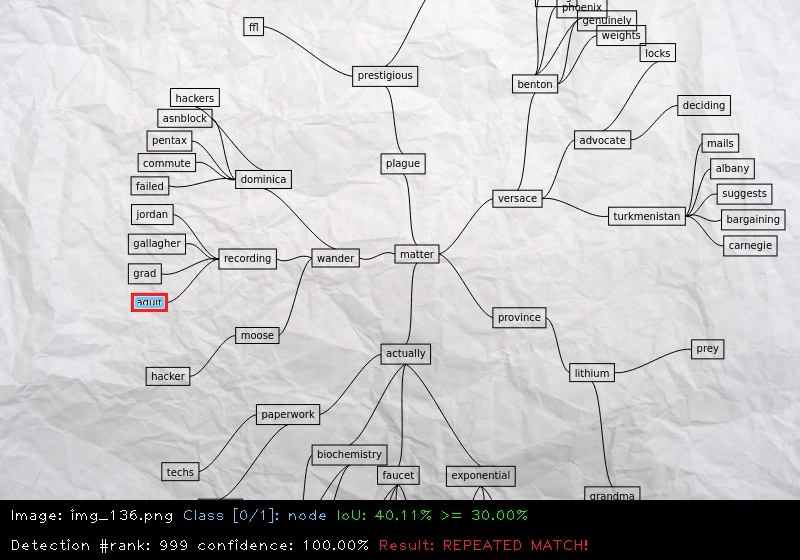 phoenix
genuinely
ffl
weights
locks
prestigious
benton
hackers
deciding
asnblock
pentax
advocate
mails
commute
plague
albany
failed
dominica
suggests
versace
jordan
turkmenistan
bargaining
gallagher
carnegie
recording
wander
matter
grad
province
moose
prey
actually
hacker
lithium
paperwork
biochemistry
techs
faucet
exponential
grandma
Image: img_136.png Class [0/1]: node IoU: 40.11% >= 30.00%
Detection #rank: 999 confidence: 100.00% Result: REPEATED MATCH!